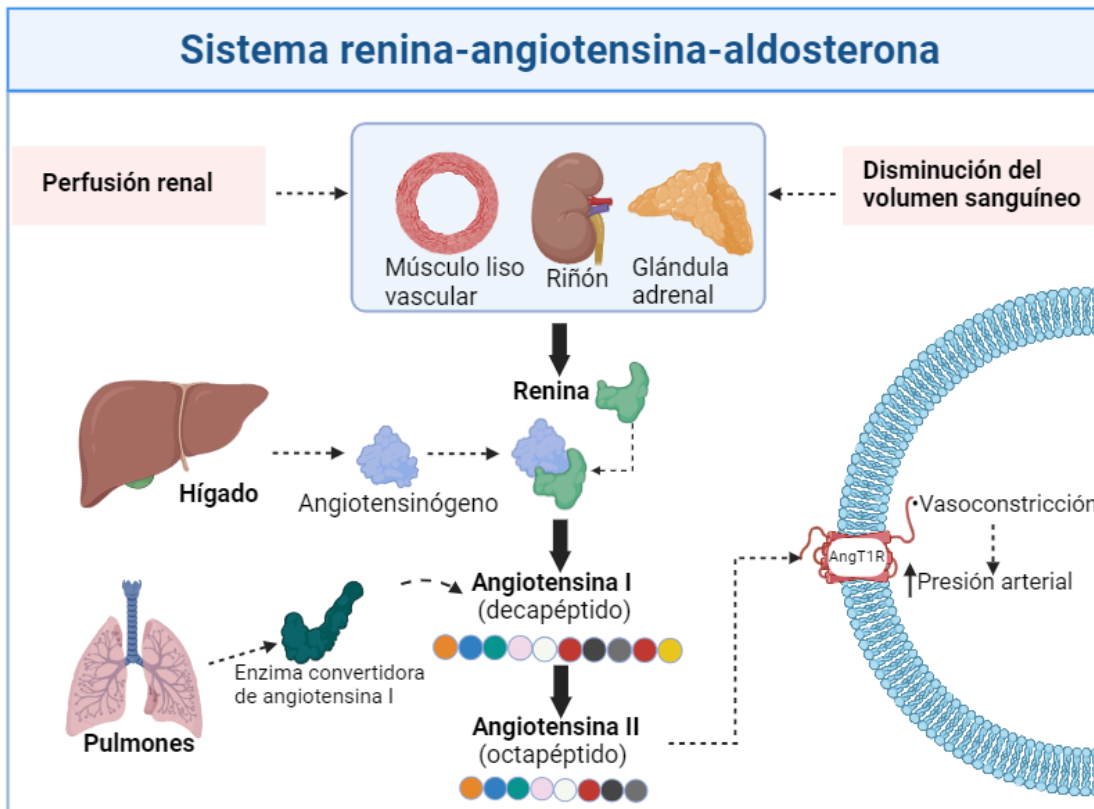 Sistema renina-angiotensina-aldosterona
Perfusión renal
Disminución del
volumen sanguíneo
Músculo liso
vascular
Riñón
Glándula
adrenal
Renina
Hígado
Angiotensinógeno
•Vasoconstricción
AngT1R
Presión arterial
Angiotensina I
(decapéptido)
Enzima convertidora
de angiotensina I
Pulmones
Angiotensina II
(octapéptido)